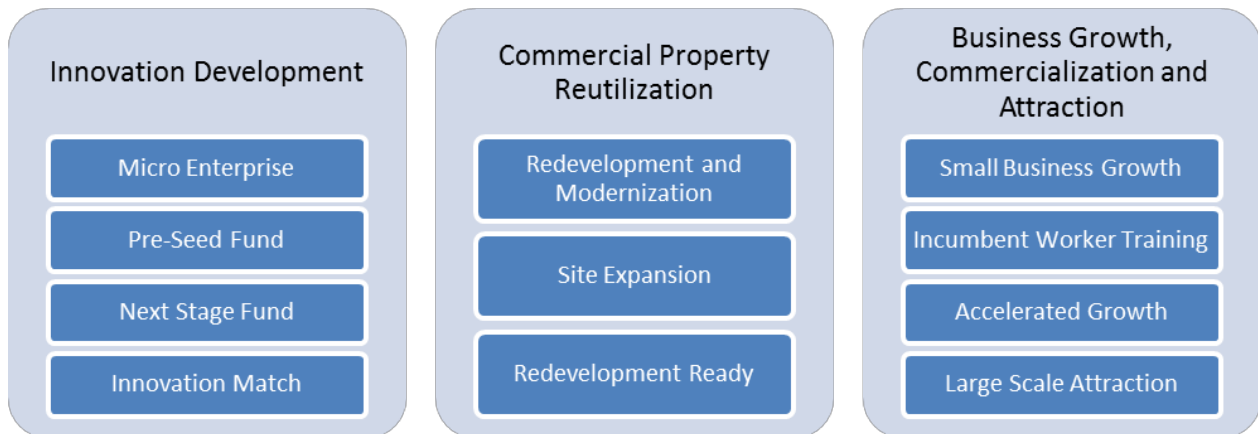 Innovation Development
Micro Enterprise
Pre-Seed Fund
Next Stage Fund
Innovation Match
Commercial Property
Reutilization
Redevelopment and
Modernization
Site Expansion
Redevelopment Ready
Business Growth,
Commercialization and
Attraction
Small Business Growth
Incumbent Worker Training
Accelerated Growth
Large Scale Attraction